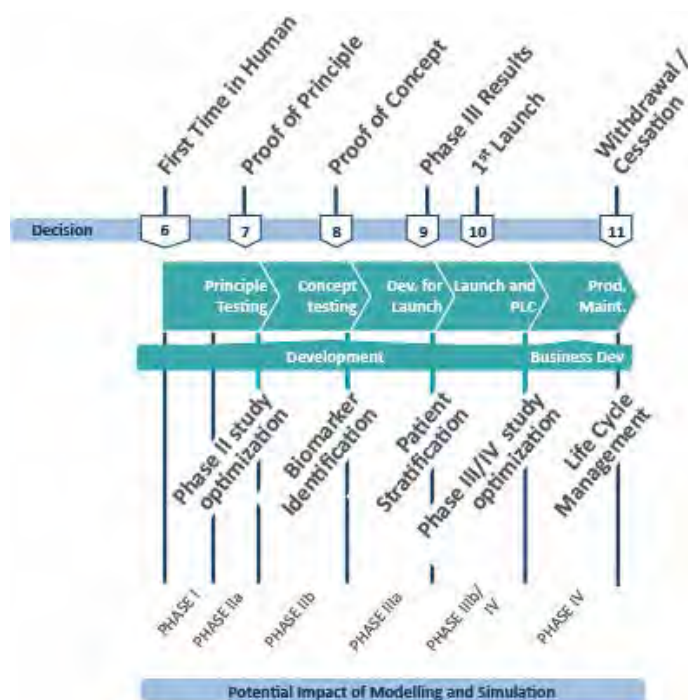 First Time in Human
Proof of Principle
Proof of Concept
Phase III Results
1st Launch
Withdrawal /
Cessation
Decision
6
7
8
9
10
11
Principle
Testing
Concept
testing
Dev. for
Launch
Launch and
PLC
Prod.
Maint.
Development
Business Dev
Phase II study
optimization
Biomarker
Identification
Patient
Stratification
Phase III/IV study
optimization
Life Cycle
Management
PHASE I
PHASE IIa
PHASE IIb
PHASE IIIa
PHASE IIIb/
IV
PHASE IV
Potential Impact of Modelling and Simulation